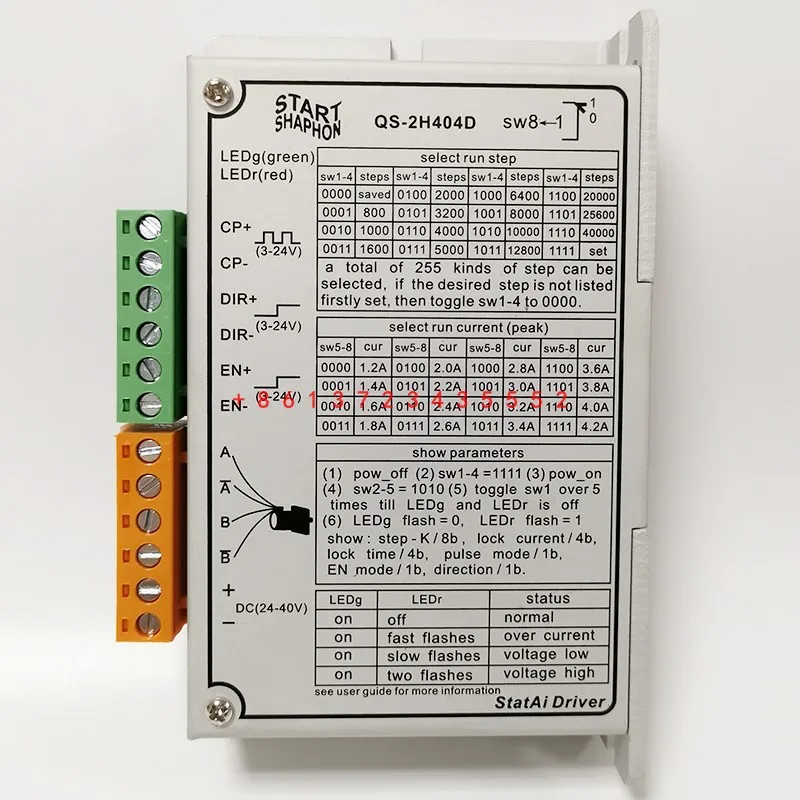 START
SHAPHON
QS-2H404D
sw8←1
1
0
LEDg(green)
LEDr(red)
select run step
sw1-4 steps sw1-4 steps sw1-4 steps sw1-4 steps
0000 saved 0100 2000 1000 6400 1100 20000
0001 800 0101 3200 1001 8000 1101 25600
0010 1000 0110 4000 1010 10000 1110 40000
0011 1600 0111 5000 1011 12800 1111 set
a total of 255 kinds of step can be
selected, if the desired step is not listed
firstly set, then toggle sw1-4 to 0000.
CP+
(3-24V)
CP-
DIR+
(3-24V)
DIR-
EN+
(3-24V)
EN-
select run current (peak)
sw5-8 cur sw5-8 cur sw5-8 cur sw5-8 cur
0000 1.2A 0100 2.0A 1000 2.8A 1100 3.6A
0001 1.4A 0101 2.2A 1001 3.0A 1101 3.8A
+8613723435552
0010 1.6A 0110 2.4A 1010 3.2A 1110 4.0A
0011 1.8A 0111 2.6A 1011 3.4A 1111 4.2A
show parameters
(1) pow_off (2) sw1-4 =1111 (3) pow_on
(4) sw2-5 = 1010 (5) toggle sw1 over 5
times till LEDg and LEDr is off
(6) LEDg flash = 0, LEDr flash = 1
show : step - K / 8b, lock current / 4b,
lock time / 4b, pulse mode / 1b,
EN mode / 1b, direction / 1b.
A
A̅
B
B̅
+
DC(24-40V)
−
LEDg LEDr status
on off normal
on fast flashes over current
on slow flashes voltage low
on two flashes voltage high
see user guide for more information
StatAi Driver